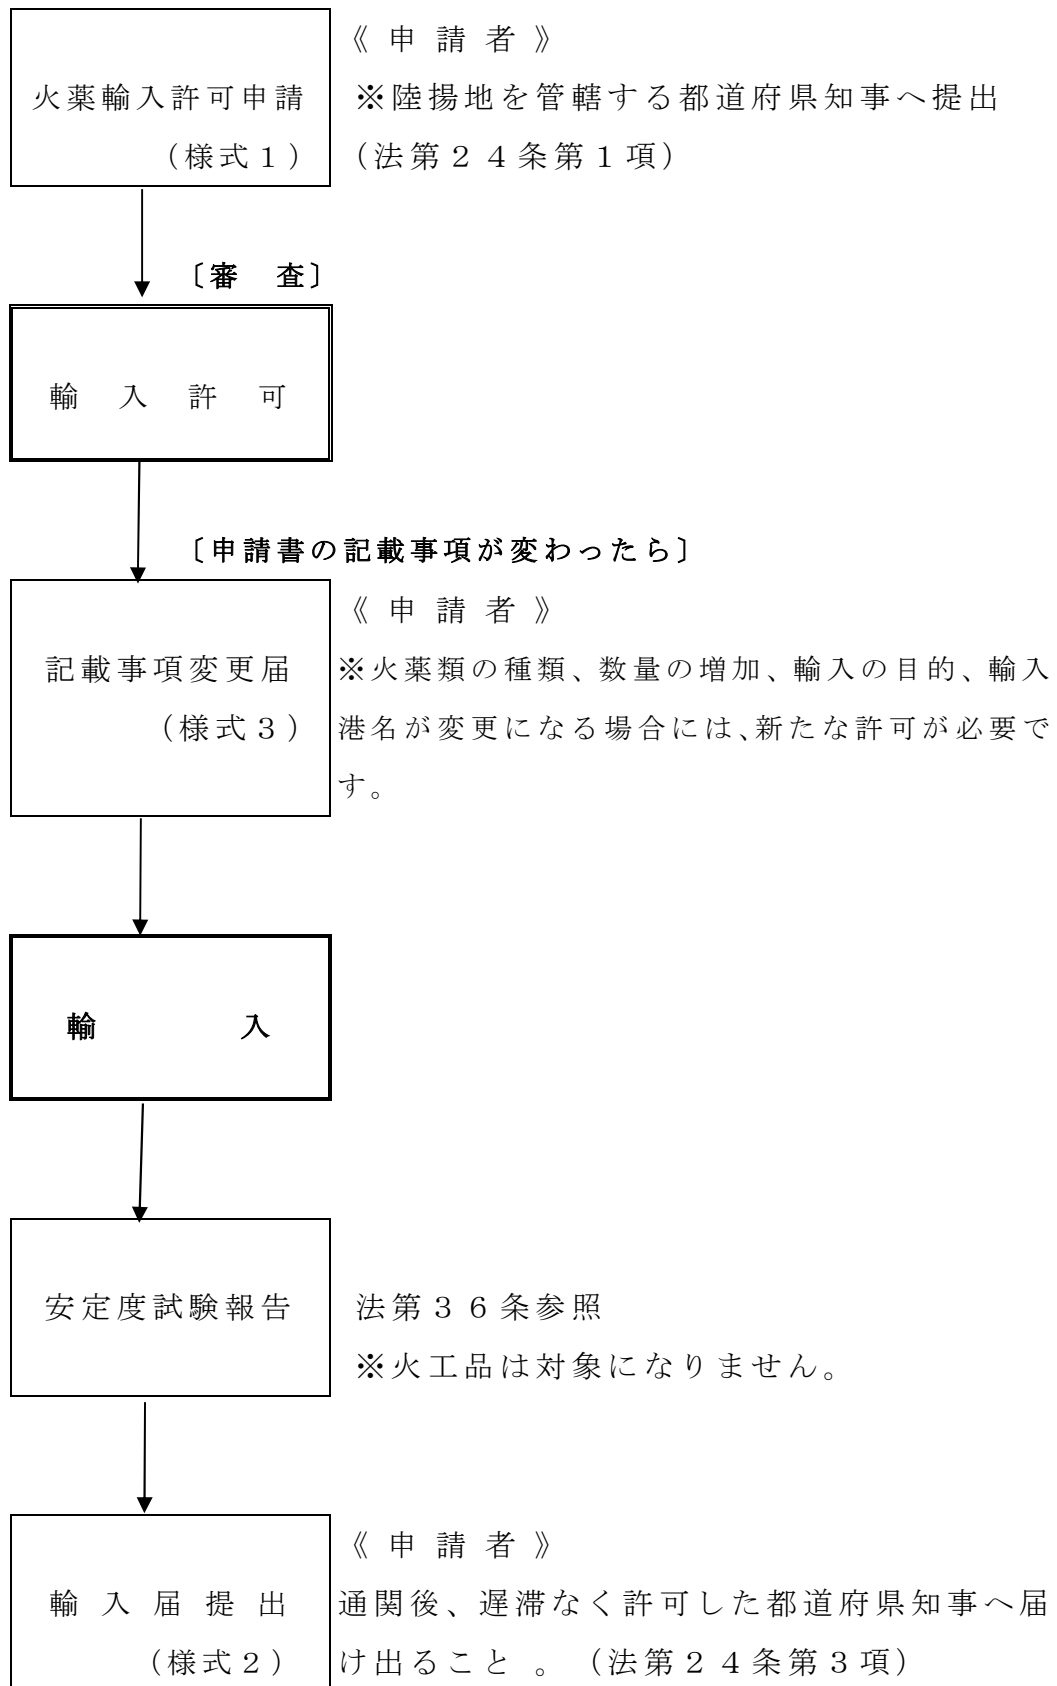 《申請者》
火薬輸入許可申請 ※陸揚地を管轄する都道府県知事へ提出
（様式１） （法第２４条第１項）
〔審　査〕
輸　入　許　可
〔申請書の記載事項が変わったら〕
《申請者》
記載事項変更届 ※火薬類の種類、数量の増加、輸入の目的、輸入
（様式３） 港名が変更になる場合には、新たな許可が必要で
す。
輸　　　入
安定度試験報告 法第３６条参照
※火工品は対象になりません。
《申請者》
輸入届提出 通関後、遅滞なく許可した都道府県知事へ届
（様式２） け出ること 。（法第２４条第３項）